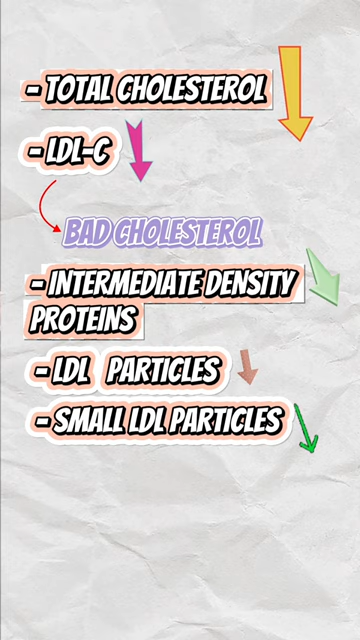 - TOTAL CHOLESTEROL
- LDL-C
BAD CHOLESTEROL
- INTERMEDIATE DENSITY
PROTEINS
- LDL PARTICLES
- SMALL LDL PARTICLES